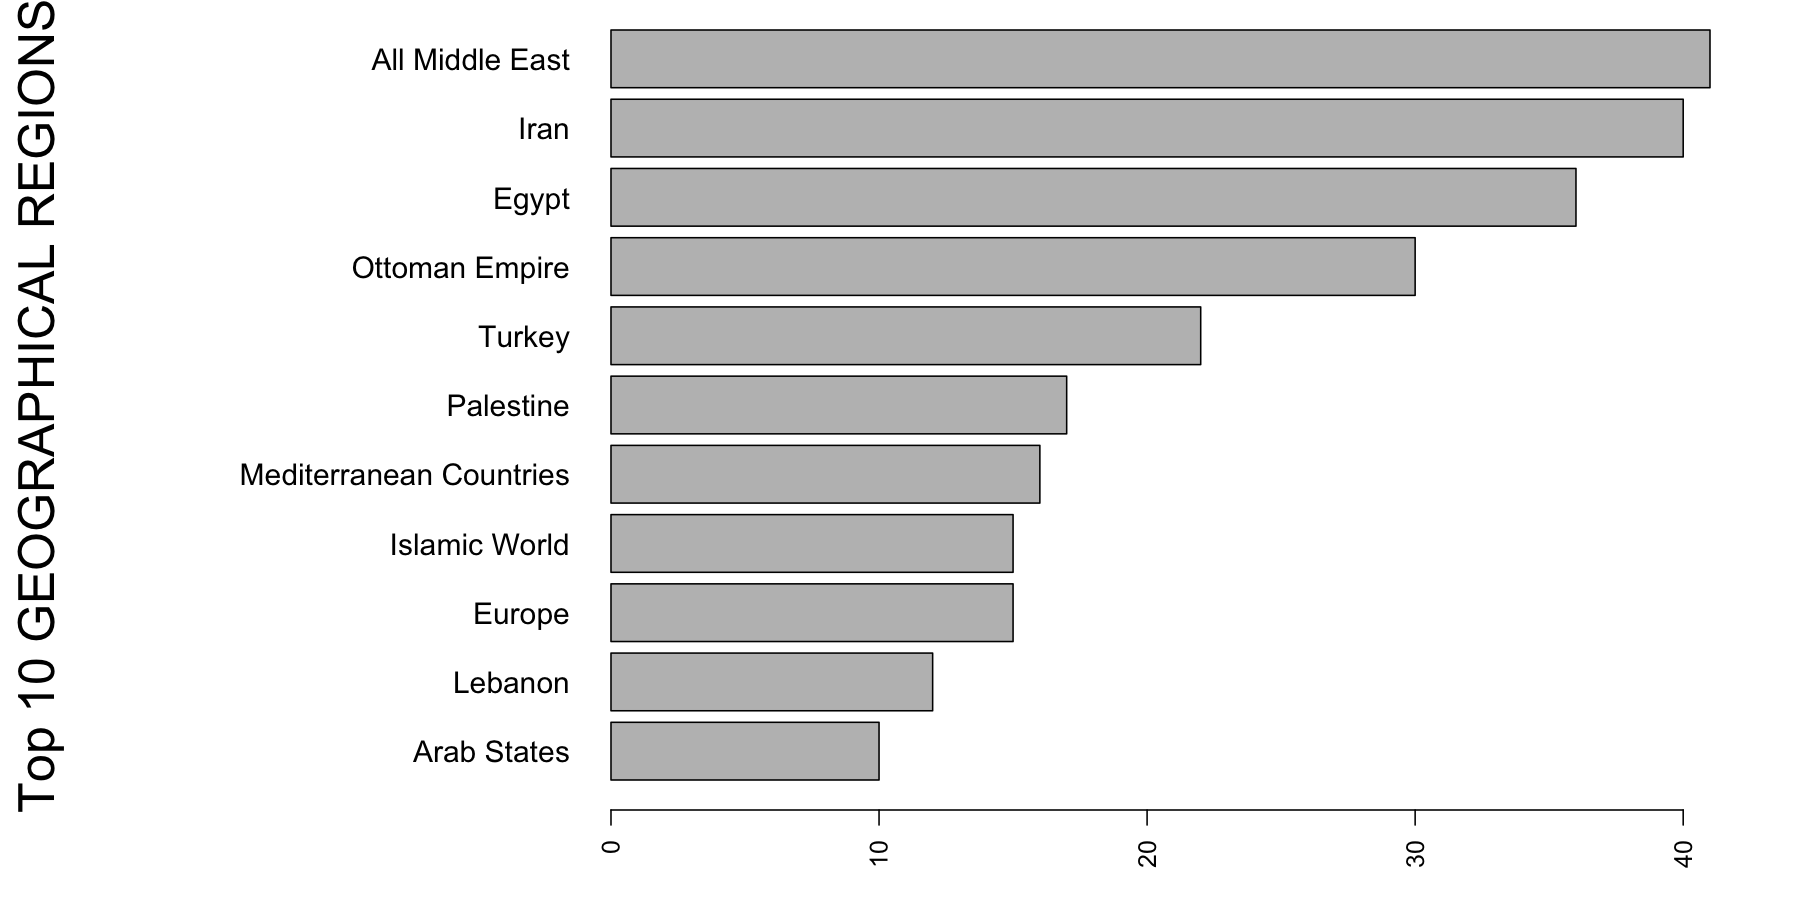 Top 10 GEOGRAPHICAL REGIONS
All Middle East
Iran
Egypt
Ottoman Empire
Turkey
Palestine
Mediterranean Countries
Islamic World
Europe
Lebanon
Arab States
0
10
20
30
40